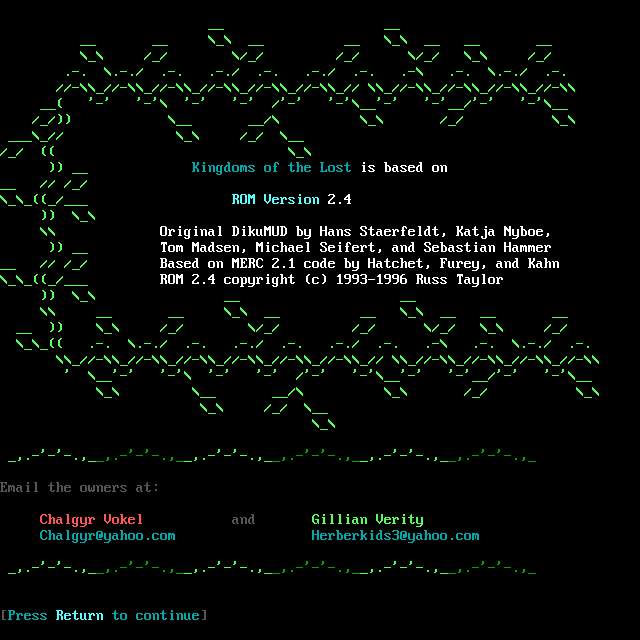 Kingdoms of the Lost is based on
ROM Version 2.4
Original DikuMUD by Hans Staerfeldt, Katja Nyboe,
Tom Madsen, Michael Seifert, and Sebastian Hammer
Based on MERC 2.1 code by Hatchet, Furey, and Kahn
ROM 2.4 copyright (c) 1993-1996 Russ Taylor
Email the owners at:
Chalgyr Vokel and Gillian Verity
Chalgyr@yahoo.com Herberkids3@yahoo.com
[Press Return to continue]